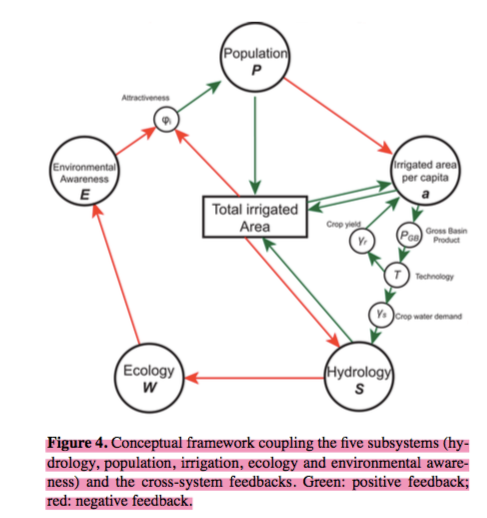 Population
P
Attractiveness
φᵢ
Environmental
Awareness
E
Irrigated area
per capita
a
Total irrigated
Area
Crop yield
Yᵣ
P_GB
Gross Basin
Product
T
Technology
Yₛ
Crop water demand
Ecology
W
Hydrology
S
Figure 4. Conceptual framework coupling the five subsystems (hy-
drology, population, irrigation, ecology and environmental aware-
ness) and the cross-system feedbacks. Green: positive feedback;
red: negative feedback.